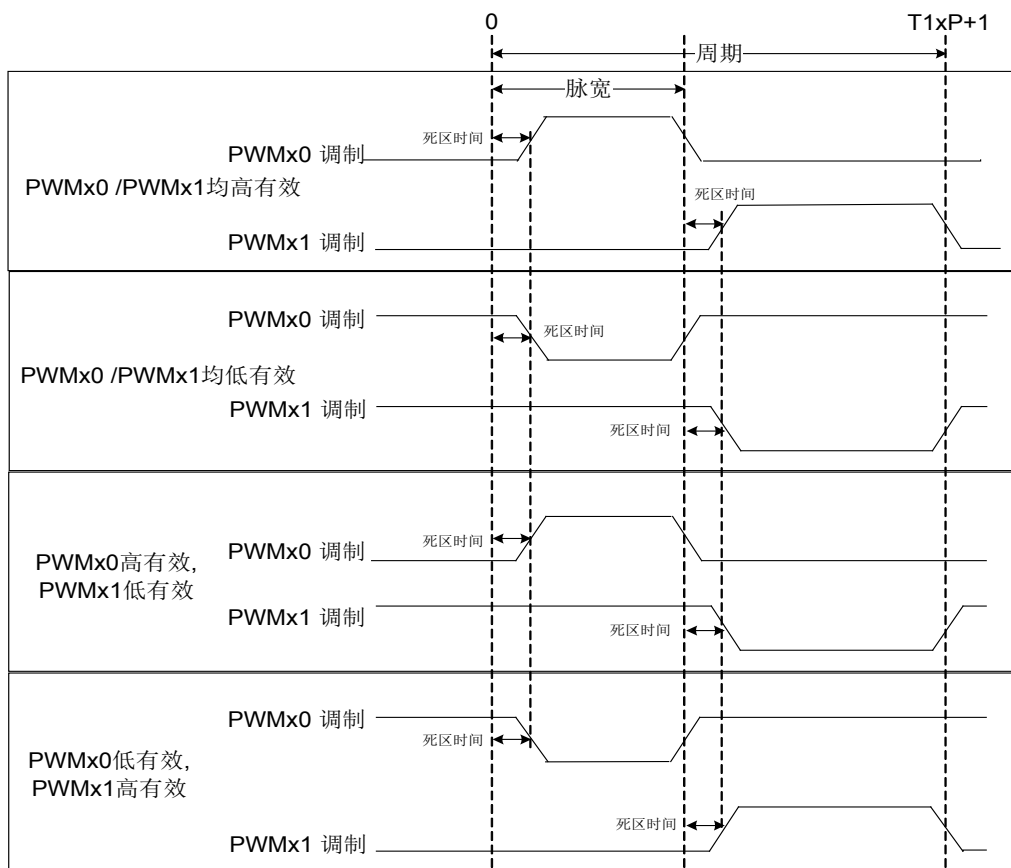 0
T1xP+1
周期
脉宽
死区时间
PWMx0 调制
PWMx0 /PWMx1均高有效
死区时间
PWMx1 调制
PWMx0 调制
死区时间
PWMx0 /PWMx1均低有效
PWMx1 调制
死区时间
死区时间
PWMx0 调制
PWMx0高有效,
PWMx1低有效
PWMx1 调制
死区时间
PWMx0 调制
死区时间
PWMx0低有效,
PWMx1高有效
死区时间
PWMx1 调制